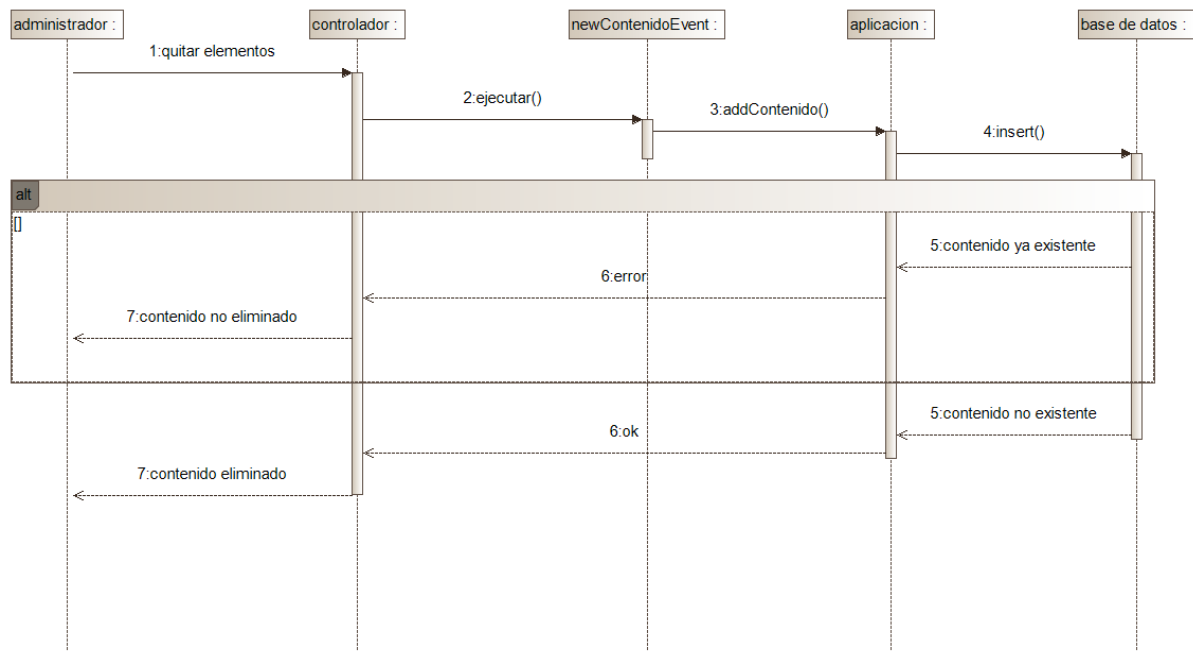 administrador :
controlador :
newContenidoEvent :
aplicacion :
base de datos :
1:quitar elementos
2:ejecutar()
3:addContenido()
4:insert()
alt
[]
5:contenido ya existente
6:error
7:contenido no eliminado
5:contenido no existente
6:ok
7:contenido eliminado